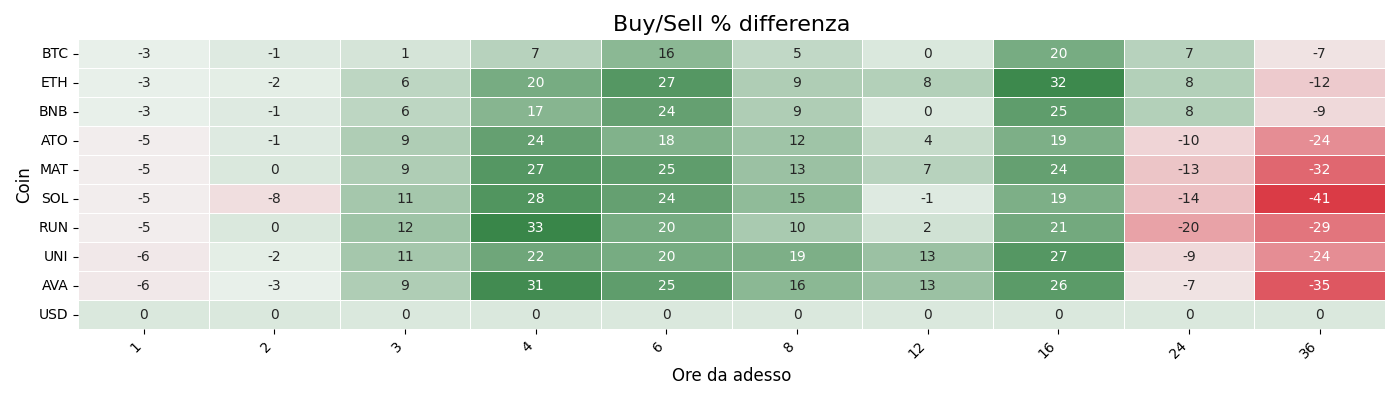 Buy/Sell % differenza
Coin
BTC -3 -1 1 7 16 5 0 20 7 -7
ETH -3 -2 6 20 27 9 8 32 8 -12
BNB -3 -1 6 17 24 9 0 25 8 -9
ATO -5 -1 9 24 18 12 4 19 -10 -24
MAT -5 0 9 27 25 13 7 24 -13 -32
SOL -5 -8 11 28 24 15 -1 19 -14 -41
RUN -5 0 12 33 20 10 2 21 -20 -29
UNI -6 -2 11 22 20 19 13 27 -9 -24
AVA -6 -3 9 31 25 16 13 26 -7 -35
USD 0 0 0 0 0 0 0 0 0 0
1 2 3 4 6 8 12 16 24 36
Ore da adesso